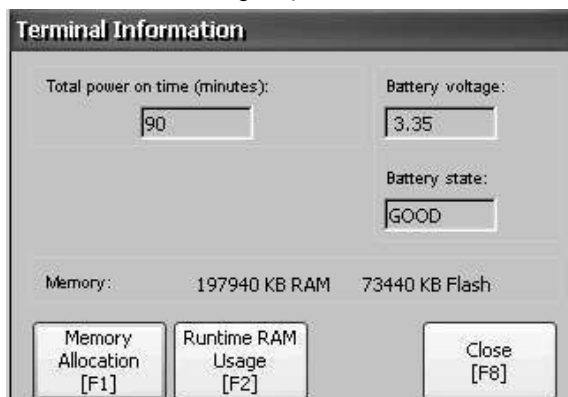 Terminal Information
Total power on time (minutes):
90
Battery voltage:
3.35
Battery state:
GOOD
Memory: 197940 KB RAM 73440 KB Flash
Memory
Allocation
[F1]
Runtime RAM
Usage
[F2]
Close
[F8]